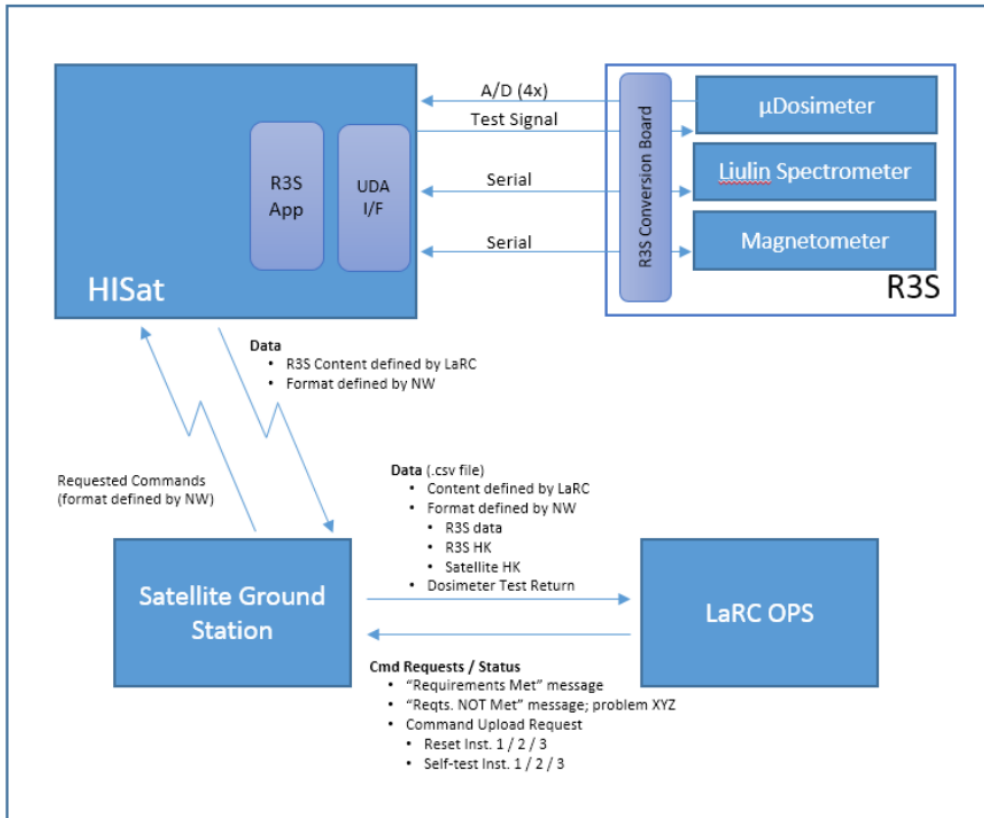 A/D (4x)
Test Signal
Serial
Serial
R3S
App
UDA
I/F
HISat
R3S Conversion Board
µDosimeter
Liulin Spectrometer
Magnetometer
R3S
Data
• R3S Content defined by LaRC
• Format defined by NW
Requested Commands
(format defined by NW)
Data (.csv file)
• Content defined by LaRC
• Format defined by NW
• R3S data
• R3S HK
• Satellite HK
• Dosimeter Test Return
Satellite Ground
Station
LaRC OPS
Cmd Requests / Status
• “Requirements Met” message
• “Reqts. NOT Met” message; problem XYZ
• Command Upload Request
• Reset Inst. 1 / 2 / 3
• Self-test Inst. 1 / 2 / 3